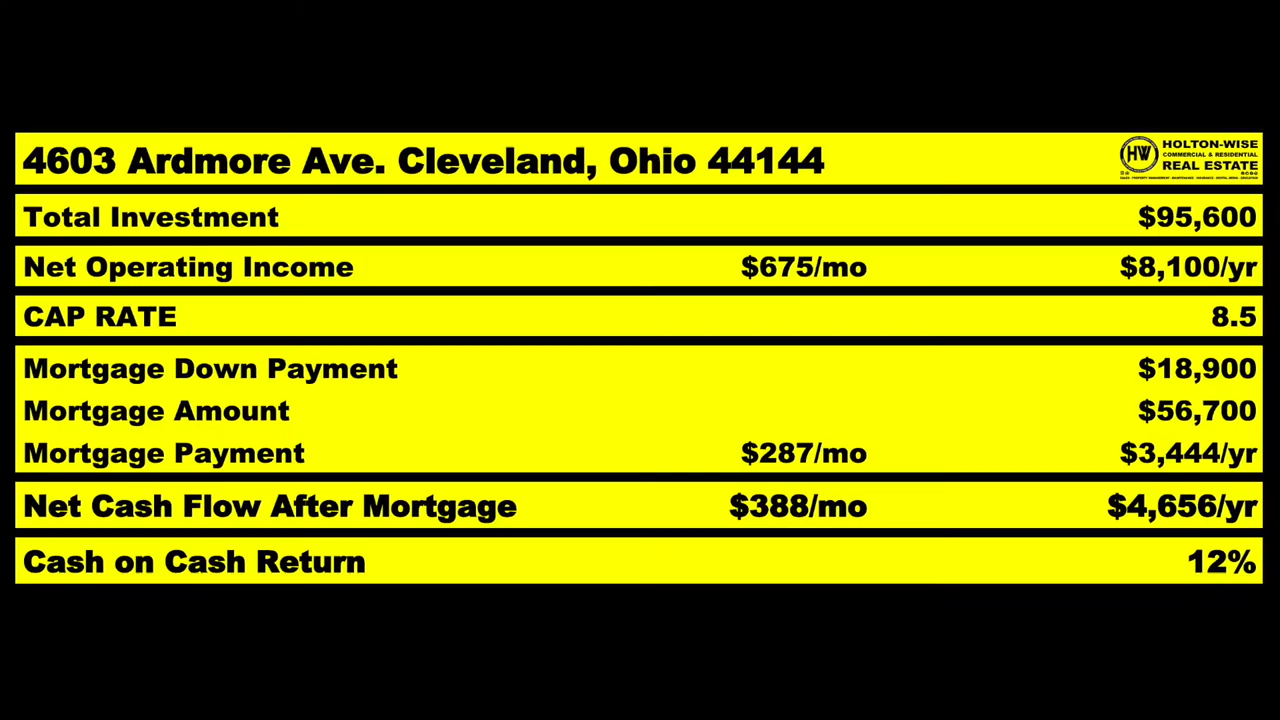 4603 Ardmore Ave. Cleveland, Ohio 44144
HW HOLTON-WISE
COMMERCIAL & RESIDENTIAL
REAL ESTATE
Total Investment $95,600
Net Operating Income $675/mo $8,100/yr
CAP RATE 8.5
Mortgage Down Payment $18,900
Mortgage Amount $56,700
Mortgage Payment $287/mo $3,444/yr
Net Cash Flow After Mortgage $388/mo $4,656/yr
Cash on Cash Return 12%